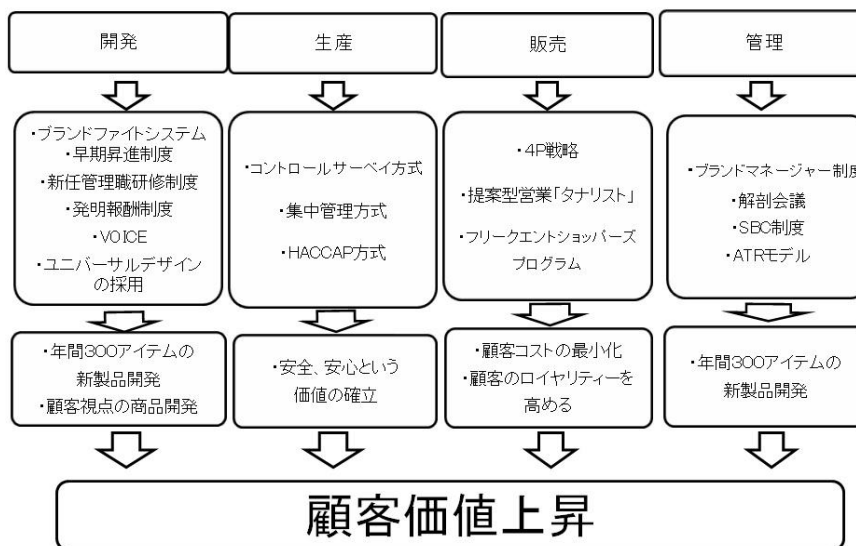 開発
生産
販売
管理
・ブランドファイトシステム
・早期昇進制度
・新任管理職研修制度
・発明報酬制度
・VOICE
・ユニバーサルデザイン
の採用
・コントロールサーベイ方式
・集中管理方式
・HACCAP方式
・4P戦略
・提案型営業「タナリスト」
・フリークエントショッパーズ
プログラム
・ブランドマネージャー制度
・解剖会議
・SBC制度
・ATRモデル
・年間300アイテムの
新製品開発
・顧客視点の商品開発
・安全、安心という
価値の確立
・顧客コストの最小化
・顧客のロイヤリティーを
高める
・年間300アイテムの
新製品開発
顧客価値上昇